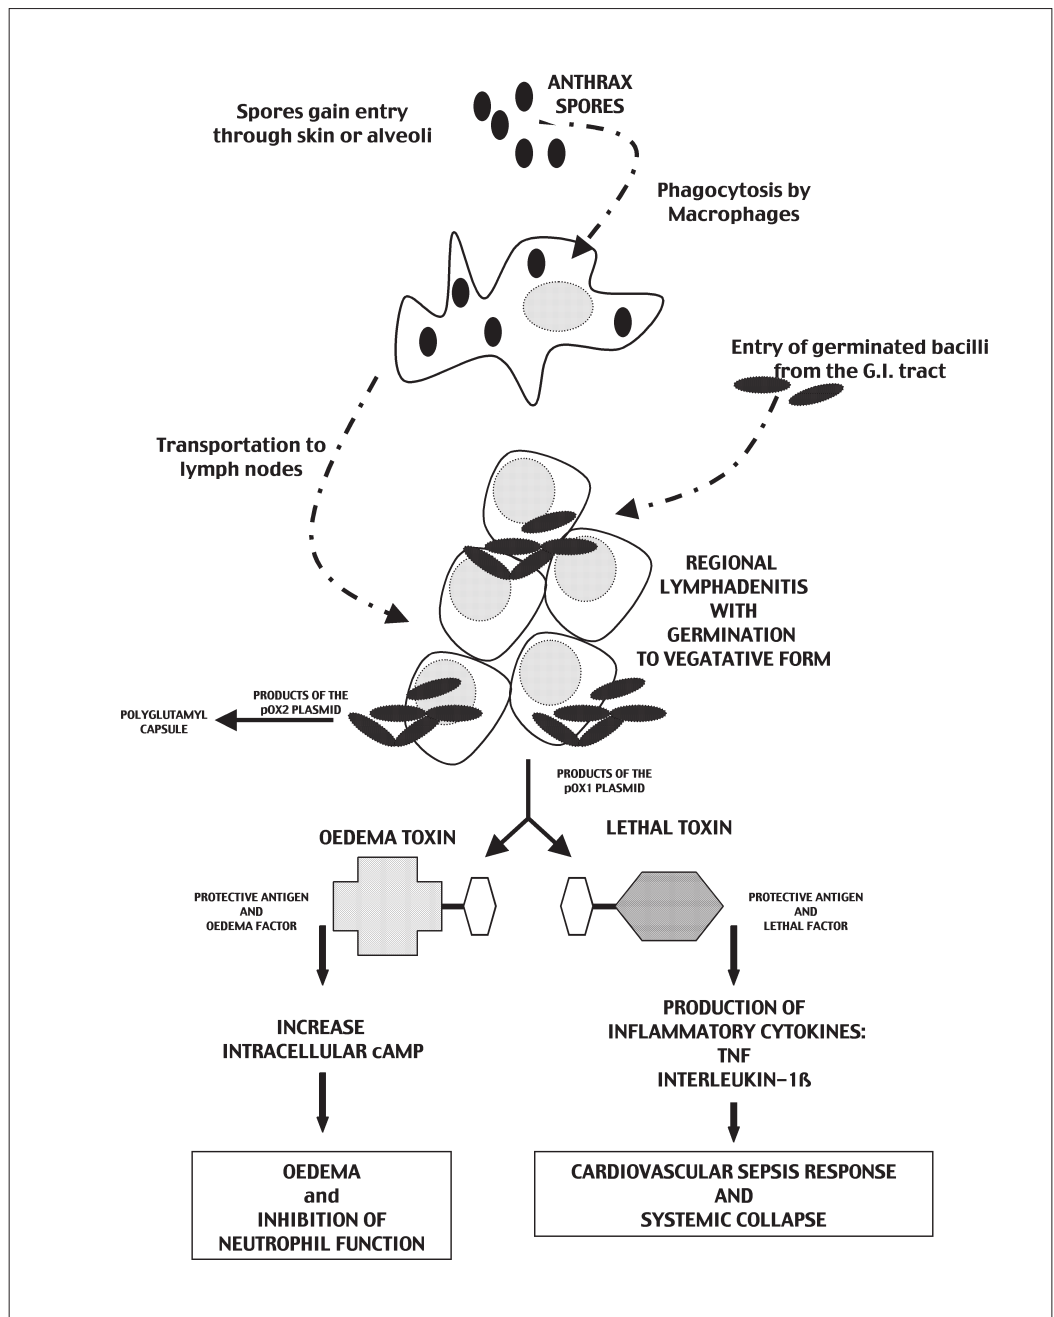 ANTHRAX
SPORES
Spores gain entry
through skin or alveoli
Phagocytosis by
Macrophages
Entry of germinated bacilli
from the G.I. tract
Transportation to
lymph nodes
REGIONAL
LYMPHADENITIS
WITH
GERMINATION
TO VEGATATIVE FORM
PRODUCTS OF THE
pOX2 PLASMID
POLYGLUTAMYL
CAPSULE
PRODUCTS OF THE
pOX1 PLASMID
OEDEMA TOXIN
LETHAL TOXIN
PROTECTIVE ANTIGEN
AND
OEDEMA FACTOR
PROTECTIVE ANTIGEN
AND
LETHAL FACTOR
INCREASE
INTRACELLULAR cAMP
PRODUCTION OF
INFLAMMATORY CYTOKINES:
TNF
INTERLEUKIN–1ß
OEDEMA
and
INHIBITION OF
NEUTROPHIL FUNCTION
CARDIOVASCULAR SEPSIS RESPONSE
AND
SYSTEMIC COLLAPSE